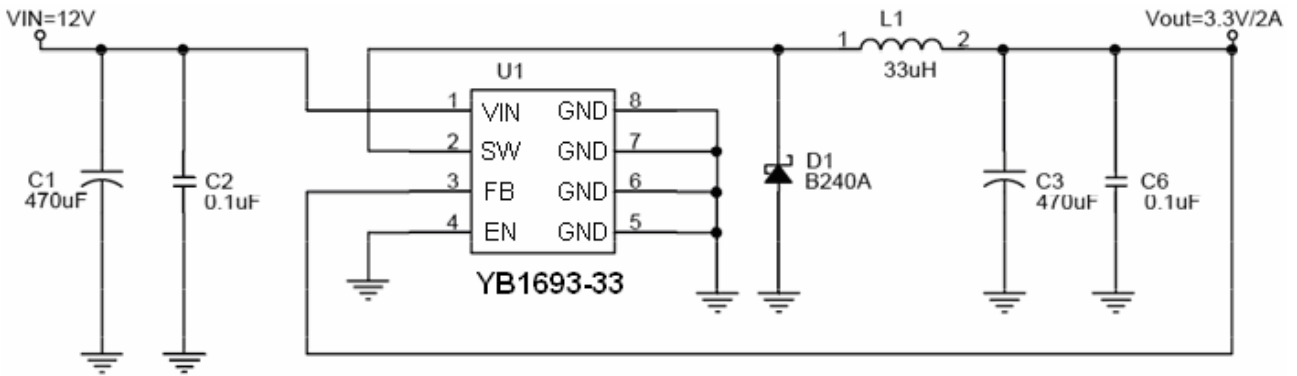 VIN=12V
Vout=3.3V/2A
L1
1 2
33uH
U1
1 VIN GND 8
2 SW GND 7
3 FB GND 6
4 EN GND 5
YB1693-33
C1
470uF
C2
0.1uF
D1
B240A
C3
470uF
C6
0.1uF